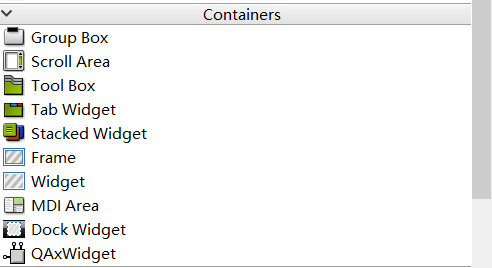 Containers
Group Box
Scroll Area
Tool Box
Tab Widget
Stacked Widget
Frame
Widget
MDI Area
Dock Widget
QAxWidget